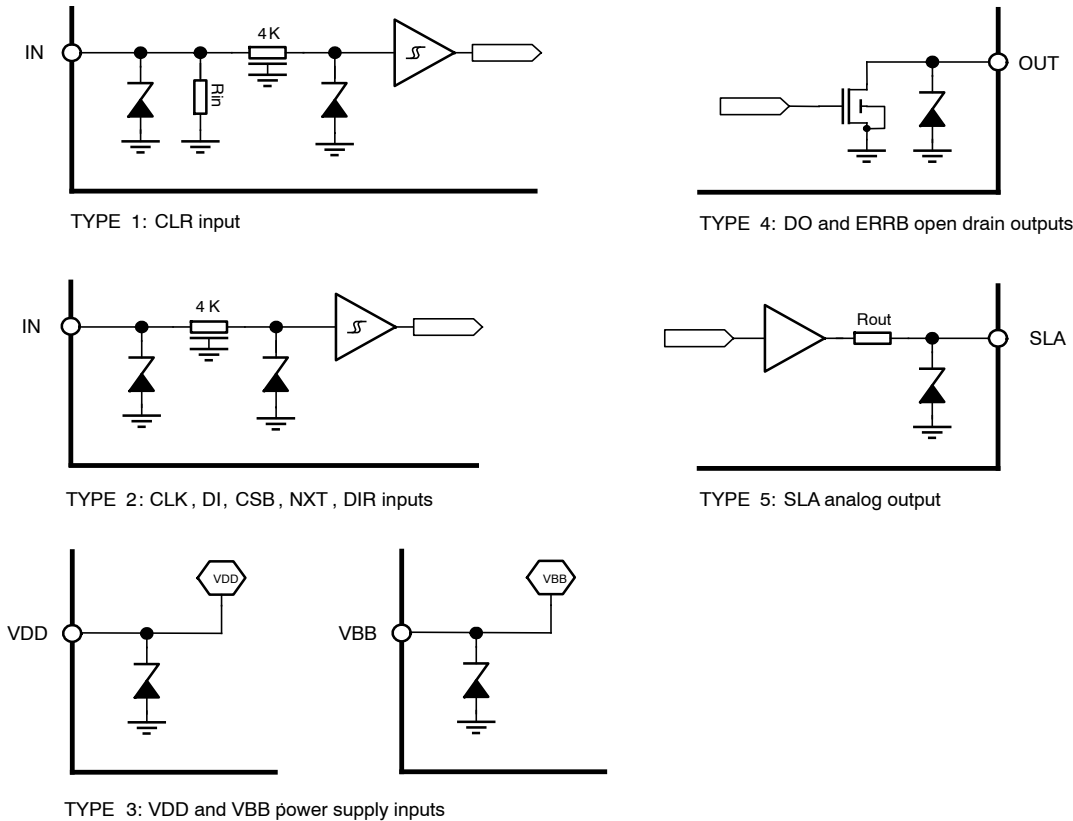 IN
4K
Rin
TYPE 1: CLR input
OUT
TYPE 4: DO and ERRB open drain outputs
IN
4 K
TYPE 2: CLK , DI, CSB , NXT , DIR inputs
Rout
SLA
TYPE 5: SLA analog output
VDD
VDD
VBB
VBB
TYPE 3: VDD and VBB power supply inputs